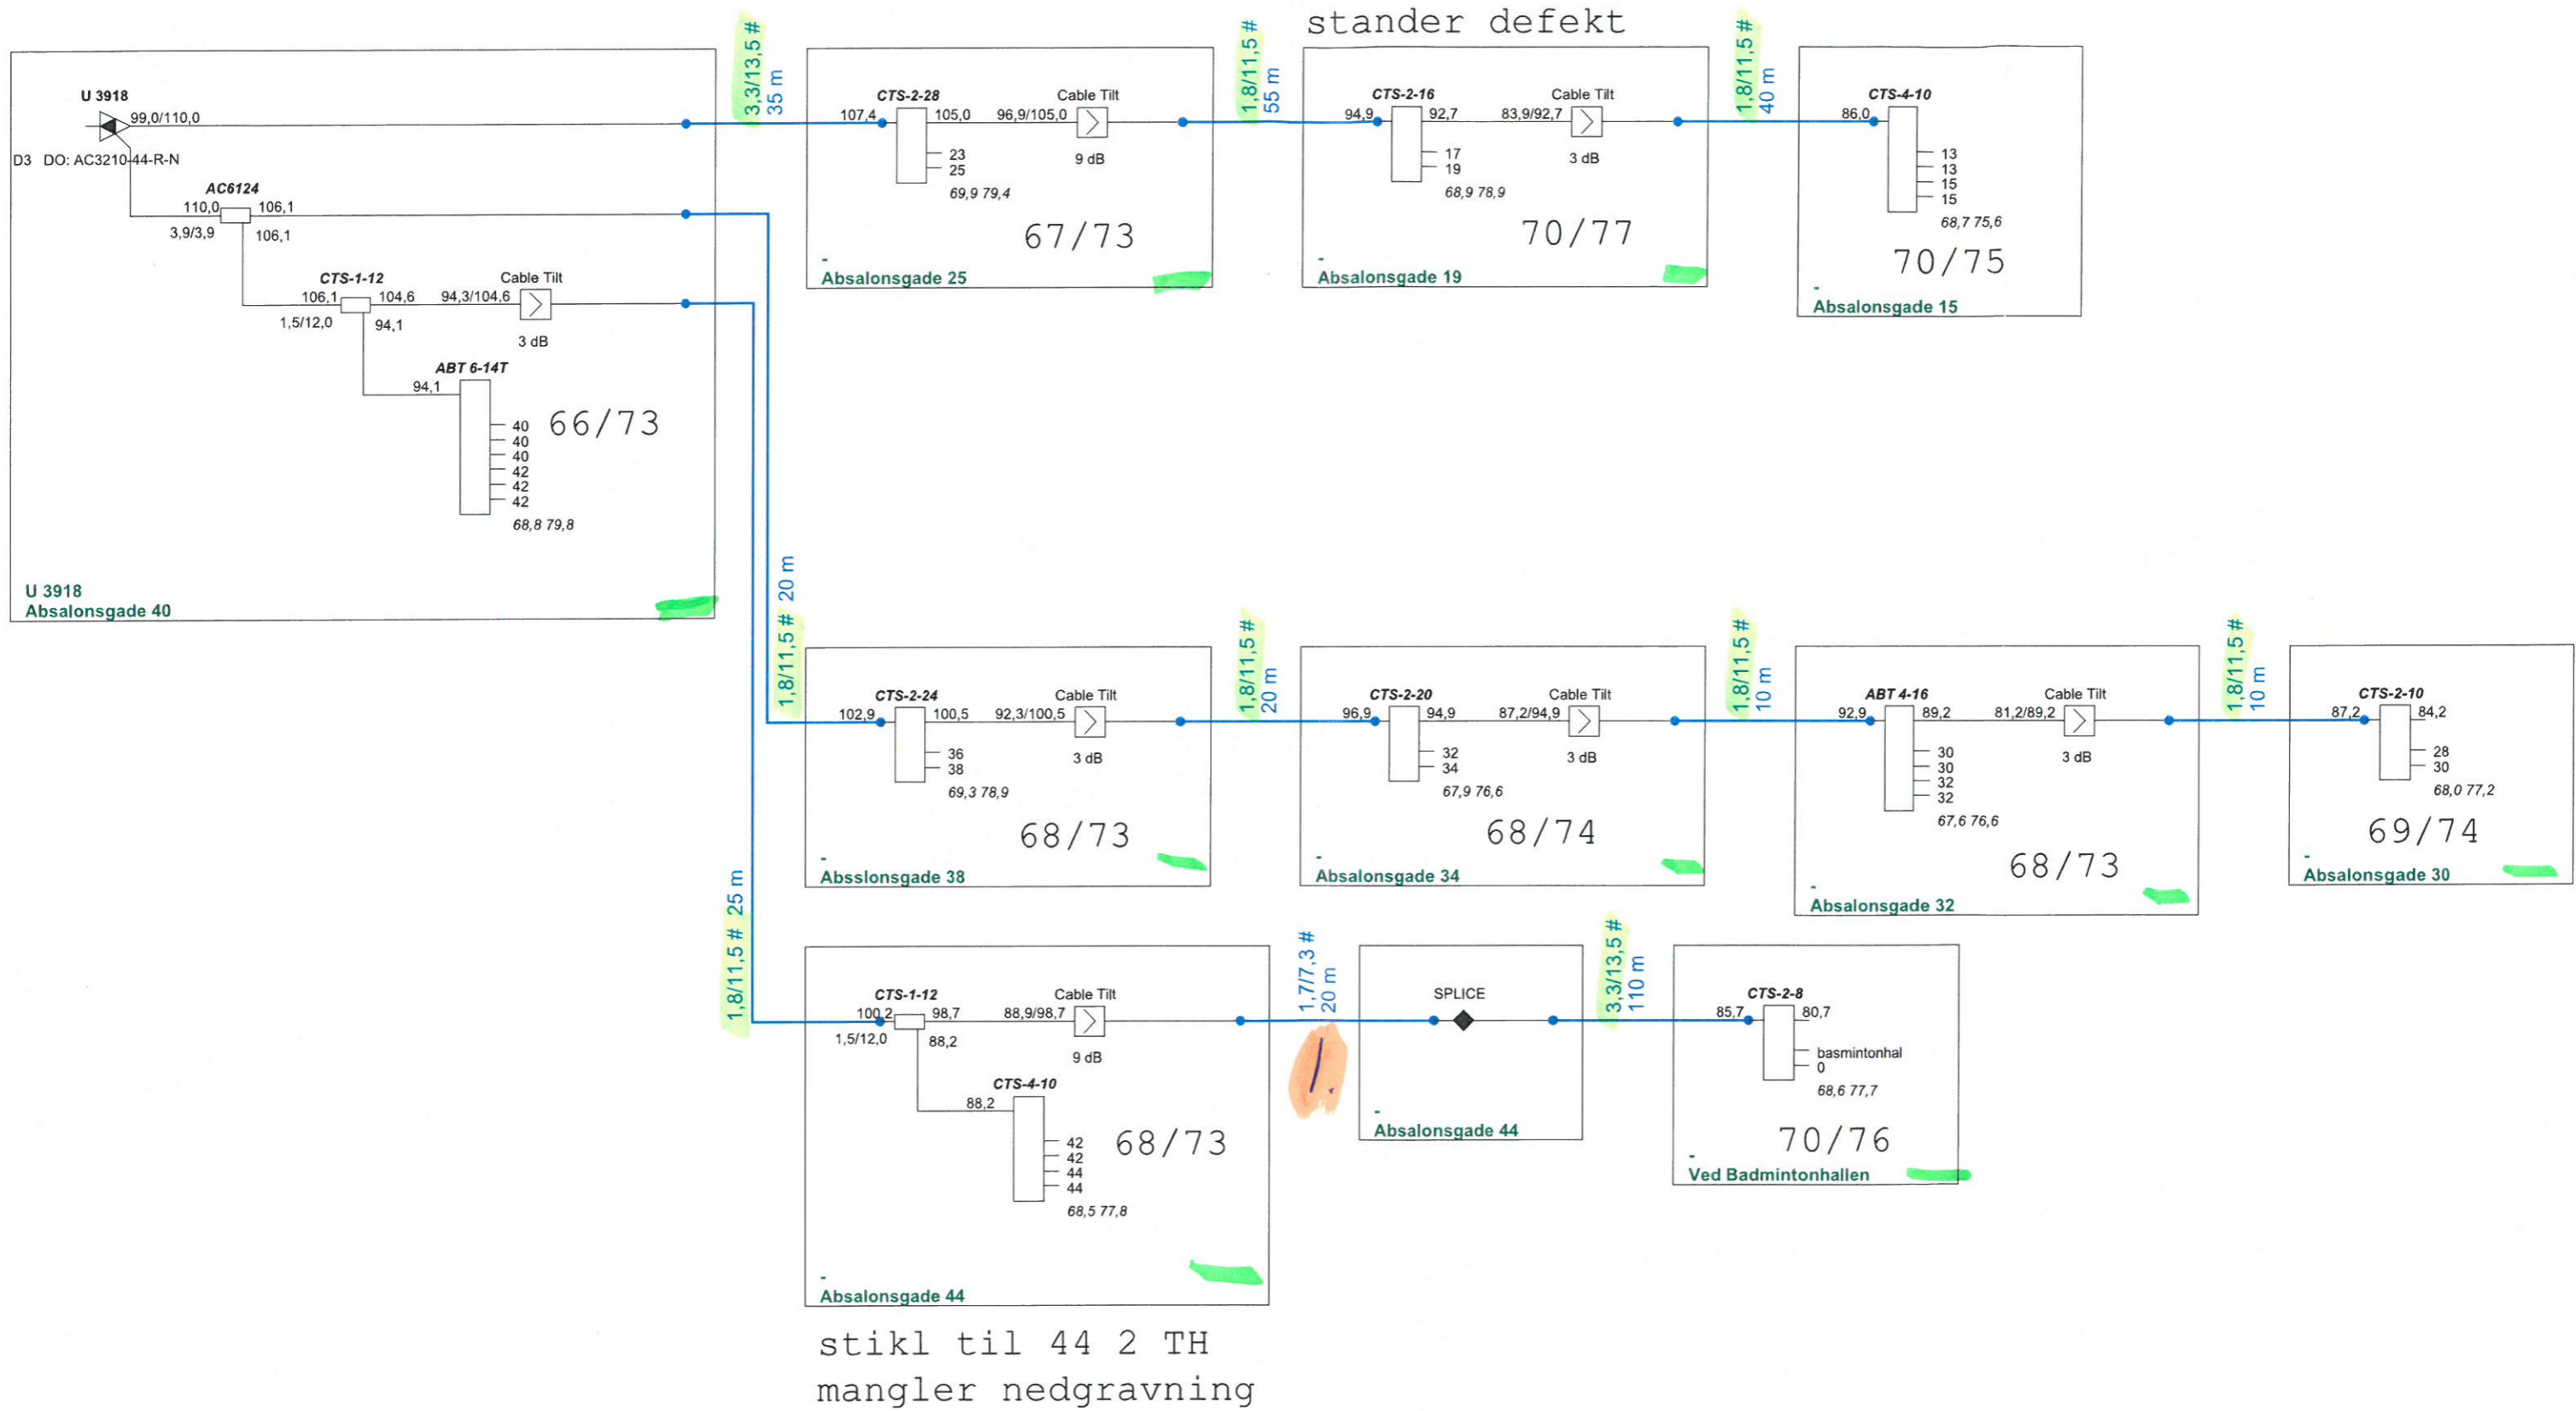 stander defekt
3,3/13,5 #
35 m
1,8/11,5 #
55 m
1,8/11,5 #
40 m
U 3918
99,0/110,0
D3 DO: AC3210-44-R-N
AC6124
110,0 106,1
3,9/3,9 106,1
CTS-1-12 Cable Tilt
106,1 104,6 94,3/104,6
1,5/12,0 94,1
3 dB
ABT 6-14T
94,1
40
40
40
42
42
42
66/73
68,8 79,8
U 3918
Absalonsgade 40
CTS-2-28 Cable Tilt
107,4 105,0 96,9/105,0
23
25
9 dB
69,9 79,4
67/73
-
Absalonsgade 25
CTS-2-16 Cable Tilt
94,9 92,7 83,9/92,7
17
19
3 dB
68,9 78,9
70/77
-
Absalonsgade 19
CTS-4-10
86,0
13
13
15
15
68,7 75,6
70/75
-
Absalonsgade 15
1,8/11,5 # 20 m
1,8/11,5 #
20 m
1,8/11,5 #
10 m
1,8/11,5 #
10 m
CTS-2-24 Cable Tilt
102,9 100,5 92,3/100,5
36
38
3 dB
69,3 78,9
68/73
-
Absslonsgade 38
CTS-2-20 Cable Tilt
96,9 94,9 87,2/94,9
32
34
3 dB
67,9 76,6
68/74
-
Absalonsgade 34
ABT 4-16 Cable Tilt
92,9 89,2 81,2/89,2
30
30
32
32
3 dB
67,6 76,6
68/73
-
Absalonsgade 32
CTS-2-10
87,2 84,2
28
30
68,0 77,2
69/74
-
Absalonsgade 30
1,8/11,5 # 25 m
CTS-1-12 Cable Tilt
100,2 98,7 88,9/98,7
1,5/12,0 88,2
9 dB
CTS-4-10
88,2
42
42
44
44
68/73
68,5 77,8
-
Absalonsgade 44
1,7/7,3 #
20 m
SPLICE
-
Absalonsgade 44
3,3/13,5 #
110 m
CTS-2-8
85,7 80,7
basmintonhal
0
68,6 77,7
70/76
-
Ved Badmintonhallen
stikl til 44 2 TH
mangler nedgravning